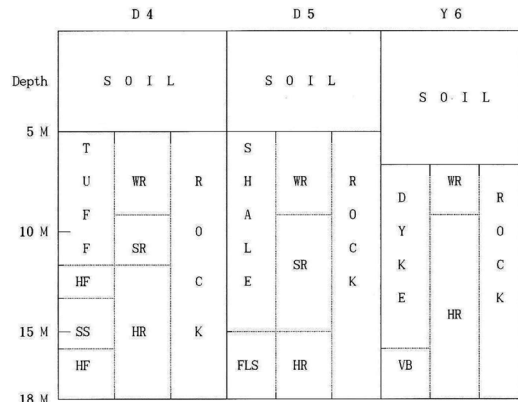 D 4 D 5 Y 6
Depth S O I L S O I L
S O I L
5 M
T S
U WR R H WR R WR
F A O D R
10 M F O L C Y O
F SR E SR K K C
HF C E K
HR
15 M SS HR K
HF FLS HR VB
18 M